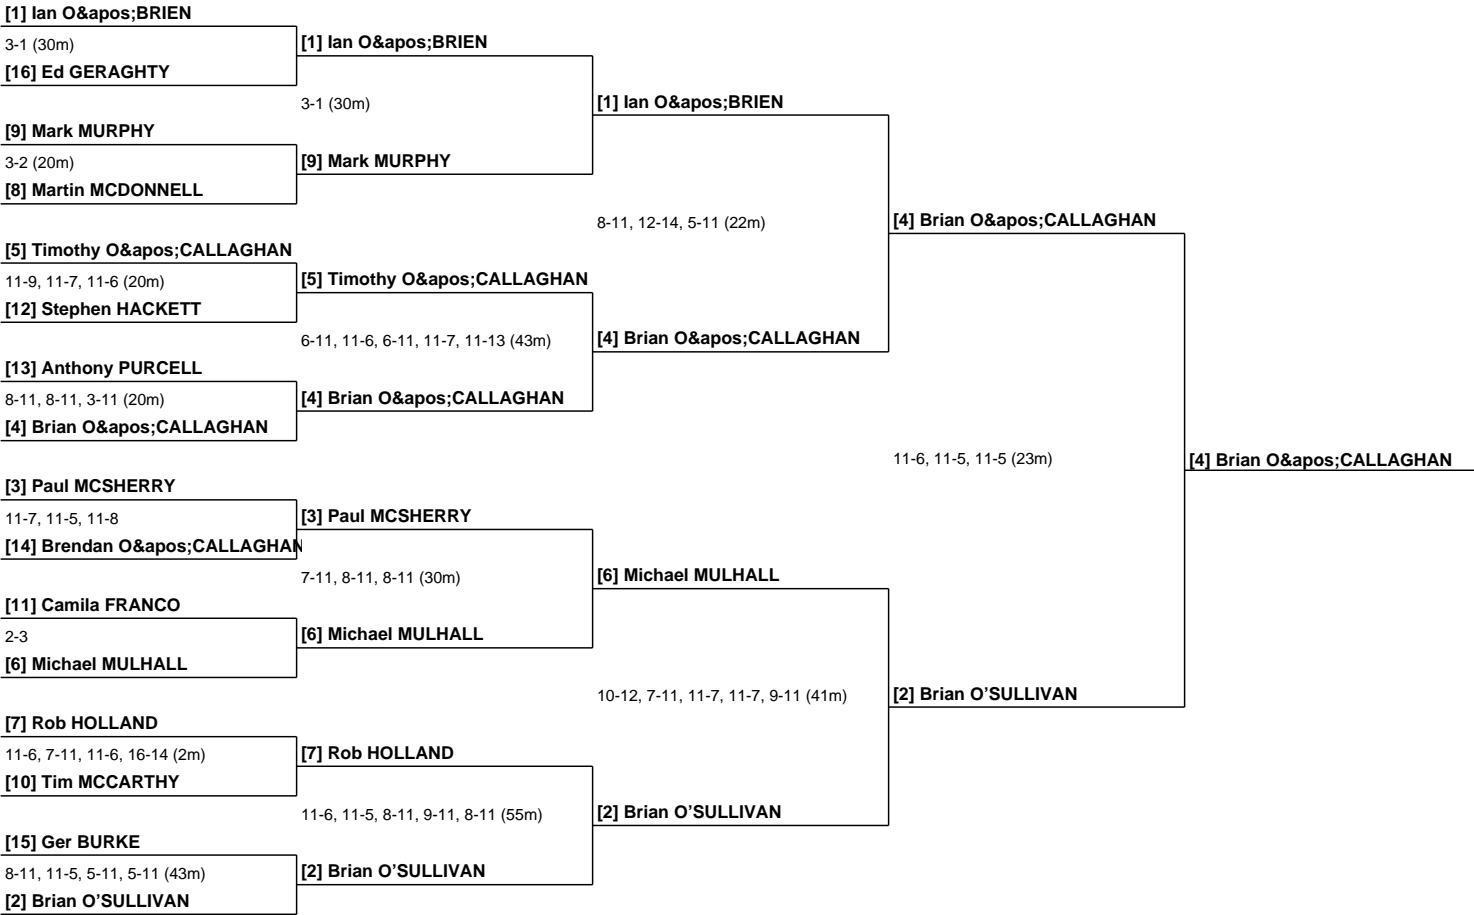 [1] Ian O&apos;BRIEN
3-1 (30m)
[16] Ed GERAGHTY
[9] Mark MURPHY
3-2 (20m)
[8] Martin MCDONNELL
[5] Timothy O&apos;CALLAGHAN
11-9, 11-7, 11-6 (20m)
[12] Stephen HACKETT
[13] Anthony PURCELL
8-11, 8-11, 3-11 (20m)
[4] Brian O&apos;CALLAGHAN
[3] Paul MCSHERRY
11-7, 11-5, 11-8
[14] Brendan O&apos;CALLAGHAN
[11] Camila FRANCO
2-3
[6] Michael MULHALL
[7] Rob HOLLAND
11-6, 7-11, 11-6, 16-14 (2m)
[10] Tim MCCARTHY
[15] Ger BURKE
8-11, 11-5, 5-11, 5-11 (43m)
[2] Brian O’SULLIVAN
[1] Ian O&apos;BRIEN
3-1 (30m)
[9] Mark MURPHY
[5] Timothy O&apos;CALLAGHAN
6-11, 11-6, 6-11, 11-7, 11-13 (43m)
[4] Brian O&apos;CALLAGHAN
[3] Paul MCSHERRY
7-11, 8-11, 8-11 (30m)
[6] Michael MULHALL
[7] Rob HOLLAND
11-6, 11-5, 8-11, 9-11, 8-11 (55m)
[2] Brian O’SULLIVAN
[1] Ian O&apos;BRIEN
8-11, 12-14, 5-11 (22m)
[4] Brian O&apos;CALLAGHAN
[6] Michael MULHALL
10-12, 7-11, 11-7, 11-7, 9-11 (41m)
[2] Brian O’SULLIVAN
[4] Brian O&apos;CALLAGHAN
11-6, 11-5, 11-5 (23m)
[2] Brian O’SULLIVAN
[4] Brian O&apos;CALLAGHAN